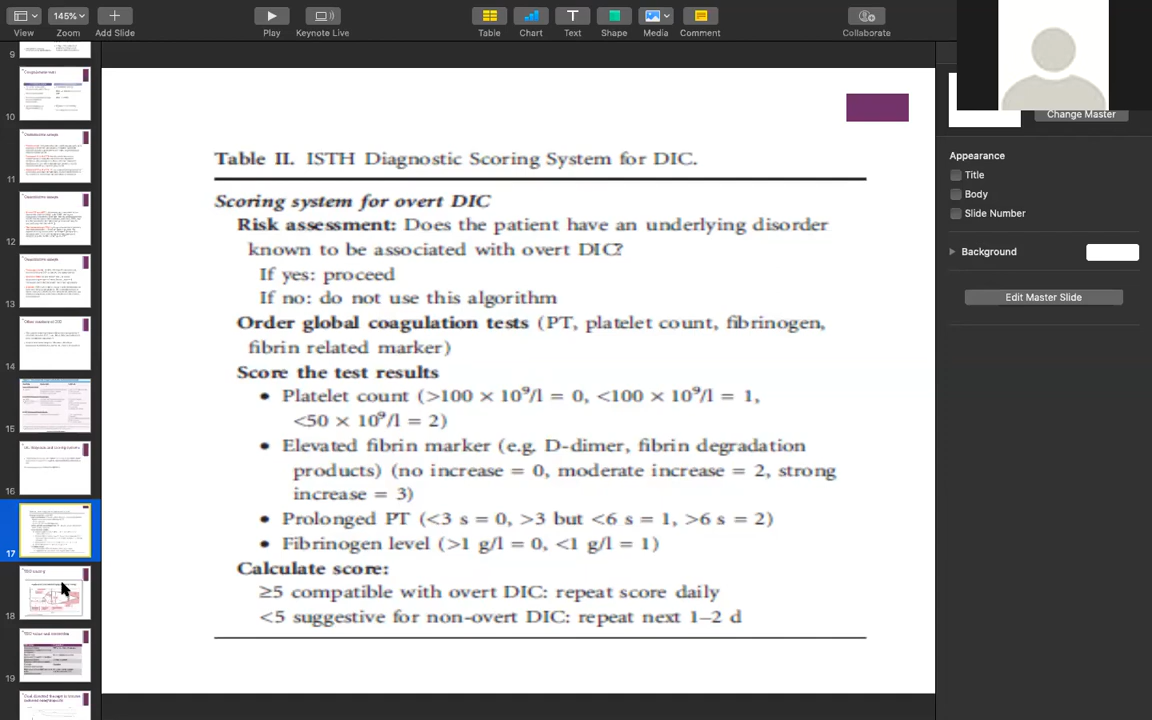 145%
View
Zoom
Add Slide
Play
Keynote Live
Table
Chart
Text
Shape
Media
Comment
Collaborate
Change Master
Appearance
Title
Body
Slide Number
Background
Edit Master Slide
9
10
11
12
13
14
15
16
17
18
19
Table II. ISTH Diagnostic Scoring System for DIC.
Scoring system for overt DIC
Risk assessment: Does the patient have an underlying disorder
known to be associated with overt DIC?
If yes: proceed
If no: do not use this algorithm
Order global coagulation tests (PT, platelet count, fibrinogen,
fibrin related marker)
Score the test results
• Platelet count (>100 × 10⁹/l = 0, <100 × 10⁹/l = 1,
<50 × 10⁹/l = 2)
• Elevated fibrin marker (e.g. D-dimer, fibrin degradation
products) (no increase = 0, moderate increase = 2, strong
increase = 3)
• Prolonged PT (<3 s = 0, >3 but <6 s = 1, >6 s = 2)
• Fibrinogen level (>1 g/l = 0, <1 g/l = 1)
Calculate score:
≥5 compatible with overt DIC: repeat score daily
<5 suggestive for non-overt DIC: repeat next 1–2 d